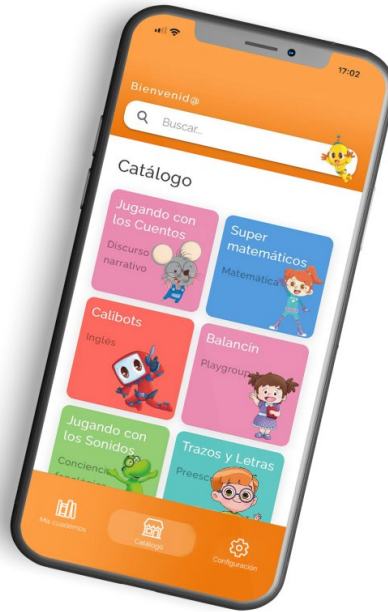 17:02
Bienvenid@
Buscar...
Catálogo
Jugando con
los Cuentos
Discurso
narrativo
Super
matemáticos
Matemática
Calibots
Inglés
Balancín
Playgroup
Jugando con
los Sonidos
Conciencia
fonológica
Trazos y Letras
Preesc
Mis cuadernos
Catálogo
Configuración